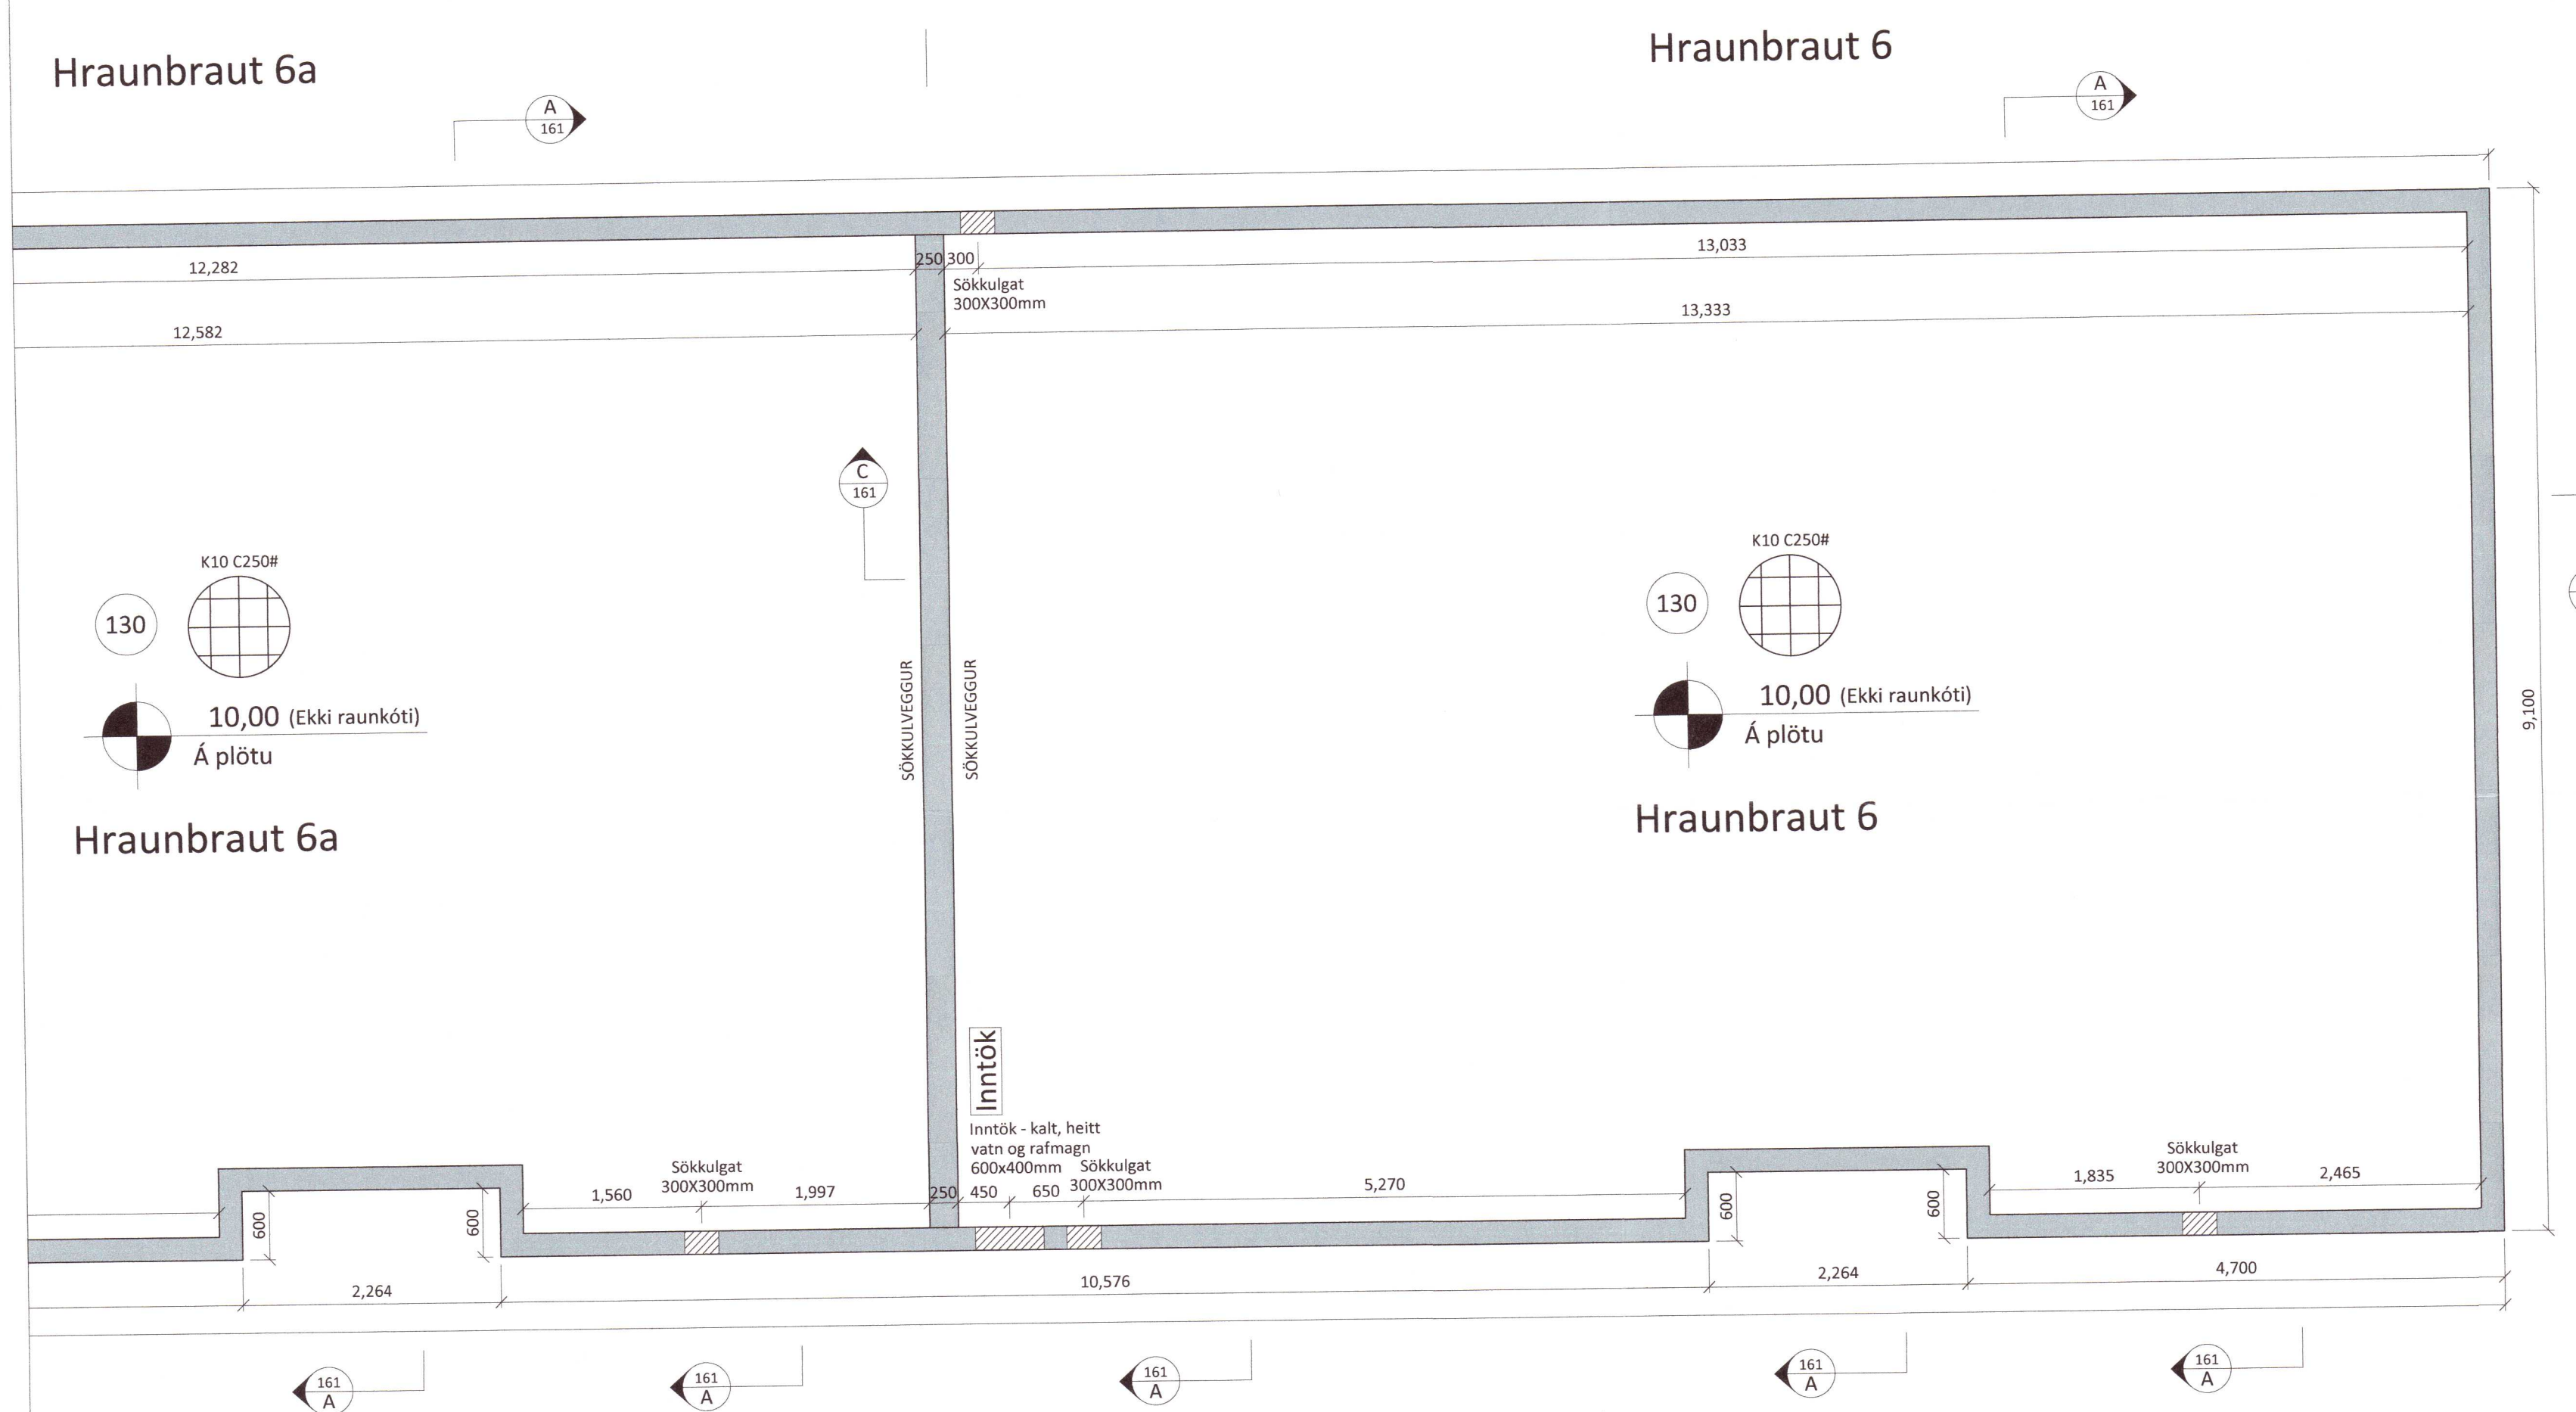 Hraunbraut 6a
Hraunbraut 6
A
161
A
161
12,282
250
300
13,033
Sökkulgat
300X300mm
12,582
13,333
C
161
K10 C250#
130
10,00 (Ekki raunkóti)
Á plötu
Hraunbraut 6a
SÖKKULVEGGUR
SÖKKULVEGGUR
K10 C250#
130
10,00 (Ekki raunkóti)
Á plötu
Hraunbraut 6
9,100
Inntök
Inntök - kalt, heitt
vatn og rafmagn
600x400mm
Sökkulgat
300X300mm
Sökkulgat
300X300mm
Sökkulgat
300X300mm
600
600
1,560
1,997
250
450
650
5,270
600
600
1,835
2,465
2,264
10,576
2,264
4,700
161
A
161
A
161
A
161
A
161
A